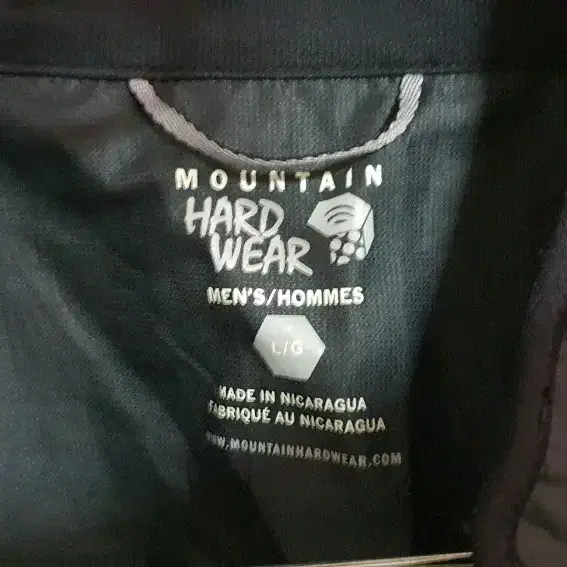 MOUNTAIN
HARD
WEAR
MEN'S/HOMMES
L/G
MADE IN NICARAGUA
FABRIQUÉ AU NICARAGUA
WWW.MOUNTAINHARDWEAR.COM